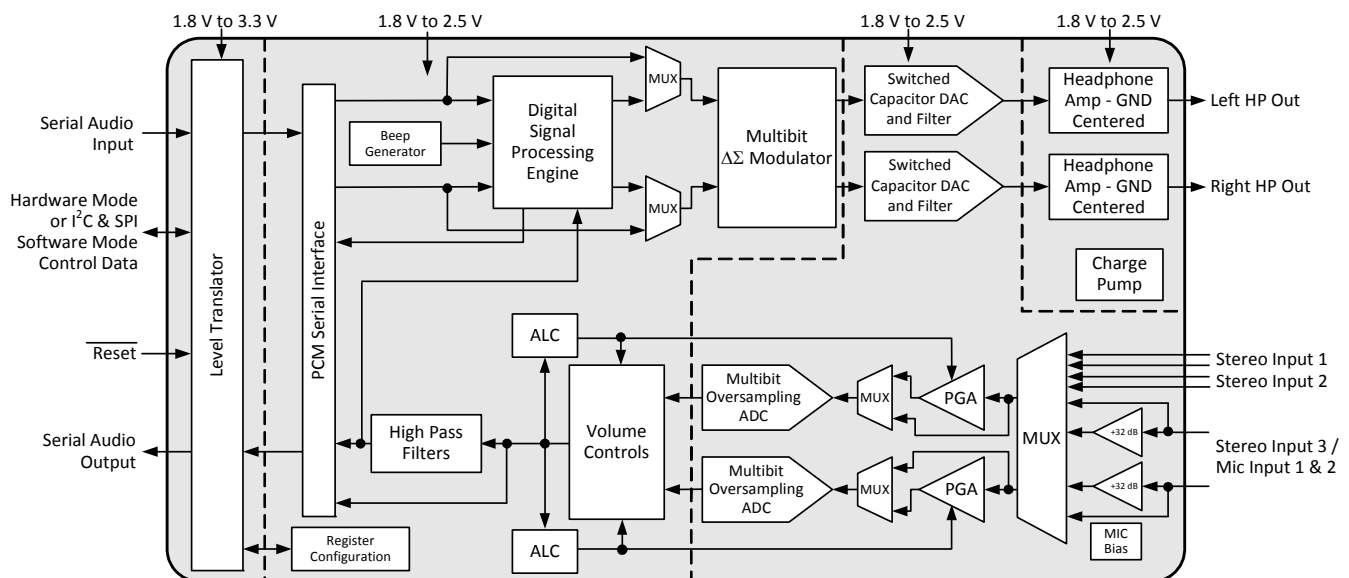 1.8 V to 3.3 V
1.8 V to 2.5 V
1.8 V to 2.5 V
1.8 V to 2.5 V
Serial Audio
Input
Hardware Mode
or I²C & SPI
Software Mode
Control Data
Reset
Serial Audio
Output
Level Translator
PCM Serial Interface
Beep
Generator
Digital
Signal
Processing
Engine
MUX
MUX
Multibit
ΔΣ Modulator
Switched
Capacitor DAC
and Filter
Switched
Capacitor DAC
and Filter
Headphone
Amp - GND
Centered
Headphone
Amp - GND
Centered
Left HP Out
Right HP Out
Charge
Pump
ALC
Volume
Controls
High Pass
Filters
ALC
Register
Configuration
Multibit
Oversampling
ADC
Multibit
Oversampling
ADC
MUX
MUX
PGA
PGA
MUX
+32 dB
+32 dB
MIC
Bias
Stereo Input 1
Stereo Input 2
Stereo Input 3 /
Mic Input 1 & 2